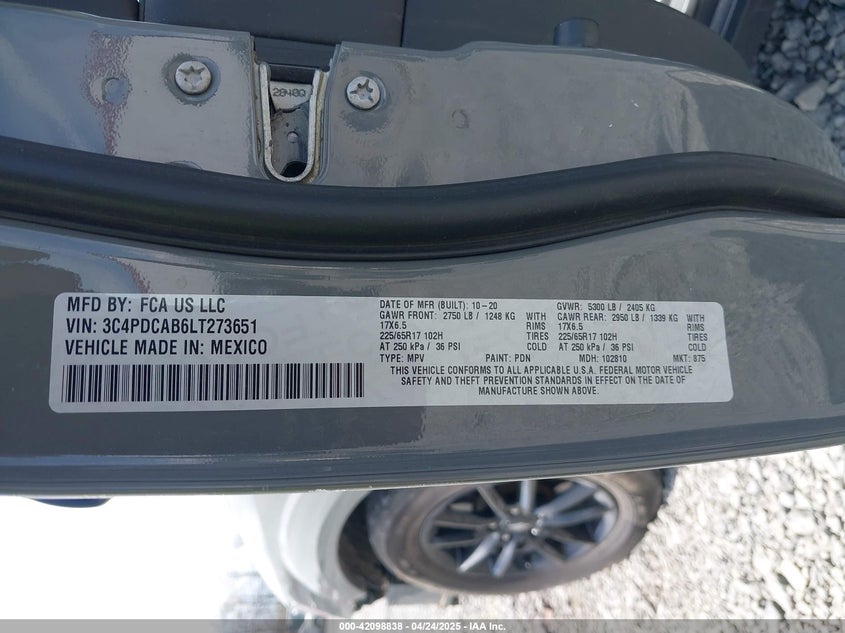 2840Q
MFD BY: FCA US LLC
VIN: 3C4PDCAB6LT273651
VEHICLE MADE IN: MEXICO
DATE OF MFR (BUILT): 10-20 GVWR: 5300 LB / 2405 KG
GAWR FRONT: 2750 LB / 1248 KG WITH GAWR REAR: 2950 LB / 1339 KG WITH
17X6.5 RIMS 17X6.5 RIMS
225/65R17 102H TIRES 225/65R17 102H TIRES
AT 250 kPa / 36 PSI COLD AT 250 kPa / 36 PSI COLD
TYPE: MPV PAINT: PDN MDH: 102810 MKT: 875
THIS VEHICLE CONFORMS TO ALL APPLICABLE U.S.A. FEDERAL MOTOR VEHICLE
SAFETY AND THEFT PREVENTION STANDARDS IN EFFECT ON THE DATE OF
MANUFACTURE SHOWN ABOVE.
000-42098838 - 04/24/2025 - IAA Inc.